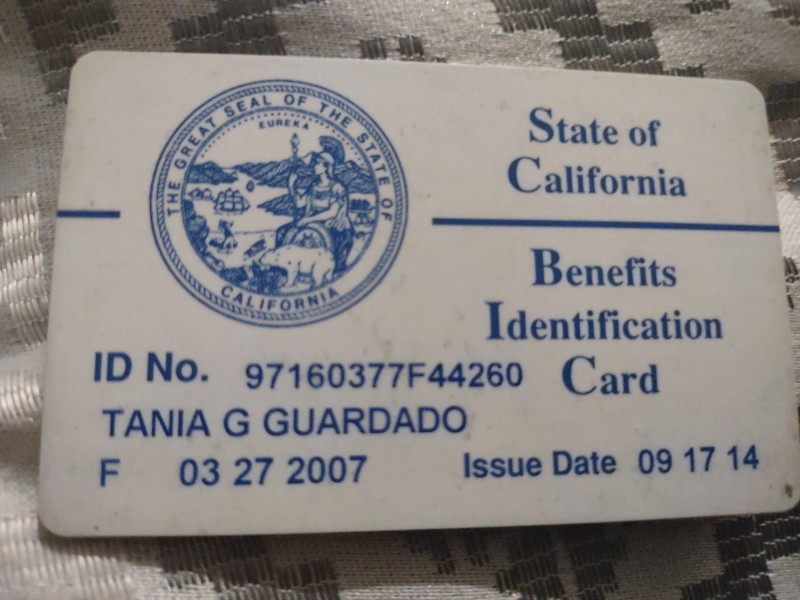 THE GREAT SEAL OF THE STATE OF CALIFORNIA
EUREKA
State of
California
Benefits
Identification
Card
ID No. 97160377F44260
TANIA G GUARDADO
F 03 27 2007 Issue Date 09 17 14